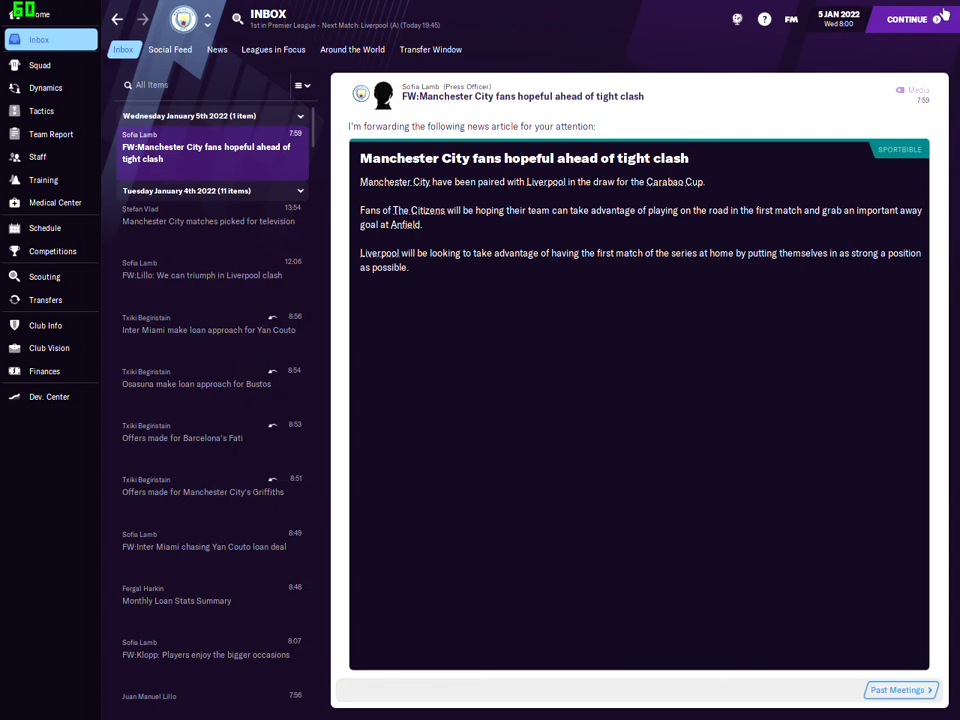 60
ome
INBOX
1st in Premier League - Next Match: Liverpool (A) (Today 19:45)
?
FM
5 JAN 2022
Wed 8:00
CONTINUE
Inbox
Social Feed
News
Leagues in Focus
Around the World
Transfer Window
Inbox
Squad
Dynamics
Tactics
Team Report
Staff
Training
Medical Center
Schedule
Competitions
Scouting
Transfers
Club Info
Club Vision
Finances
Dev. Center
All Items
Wednesday January 5th 2022 (1 item)
Sofia Lamb 7:59
FW:Manchester City fans hopeful ahead of
tight clash
Tuesday January 4th 2022 (11 items)
Ștefan Vlad 13:54
Manchester City matches picked for television
Sofia Lamb 12:06
FW:Lillo: We can triumph in Liverpool clash
Txiki Begiristain 8:56
Inter Miami make loan approach for Yan Couto
Txiki Begiristain 8:54
Osasuna make loan approach for Bustos
Txiki Begiristain 8:53
Offers made for Barcelona's Fati
Txiki Begiristain 8:51
Offers made for Manchester City's Griffiths
Sofia Lamb 8:49
FW:Inter Miami chasing Yan Couto loan deal
Fergal Harkin 8:48
Monthly Loan Stats Summary
Sofia Lamb 8:07
FW:Klopp: Players enjoy the bigger occasions
Juan Manuel Lillo 7:56
Sofia Lamb (Press Officer)
FW:Manchester City fans hopeful ahead of tight clash
Media
7:59
I'm forwarding the following news article for your attention:
SPORTBIBLE
Manchester City fans hopeful ahead of tight clash
Manchester City have been paired with Liverpool in the draw for the Carabao Cup.
Fans of The Citizens will be hoping their team can take advantage of playing on the road in the first match and grab an important away
goal at Anfield.
Liverpool will be looking to take advantage of having the first match of the series at home by putting themselves in as strong a position
as possible.
Past Meetings >